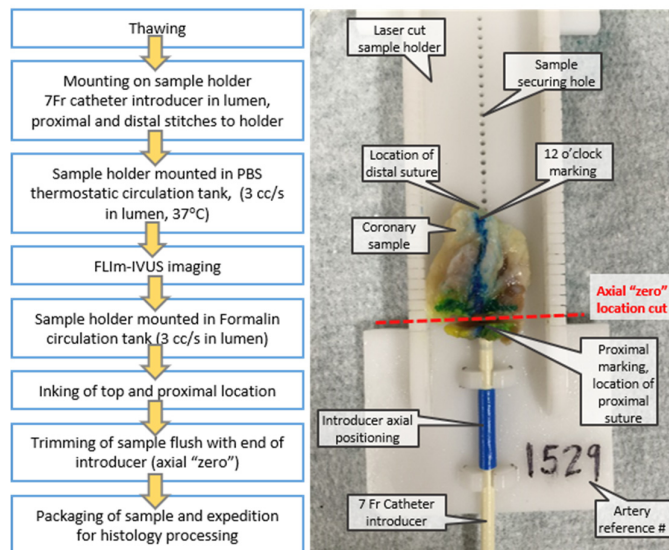 Thawing
Mounting on sample holder
7Fr catheter introducer in lumen,
proximal and distal stitches to holder
Sample holder mounted in PBS
thermostatic circulation tank, (3 cc/s
in lumen, 37°C)
FLIm-IVUS imaging
Sample holder mounted in Formalin
circulation tank (3 cc/s in lumen)
Inking of top and proximal location
Trimming of sample flush with end of
introducer (axial “zero”)
Packaging of sample and expedition
for histology processing
Laser cut
sample holder
Sample
securing hole
Location of
distal suture
12 o’clock
marking
Coronary
sample
Axial “zero”
location cut
Proximal
marking,
location of
proximal
suture
Introducer axial
positioning
1529
7 Fr Catheter
introducer
Artery
reference #